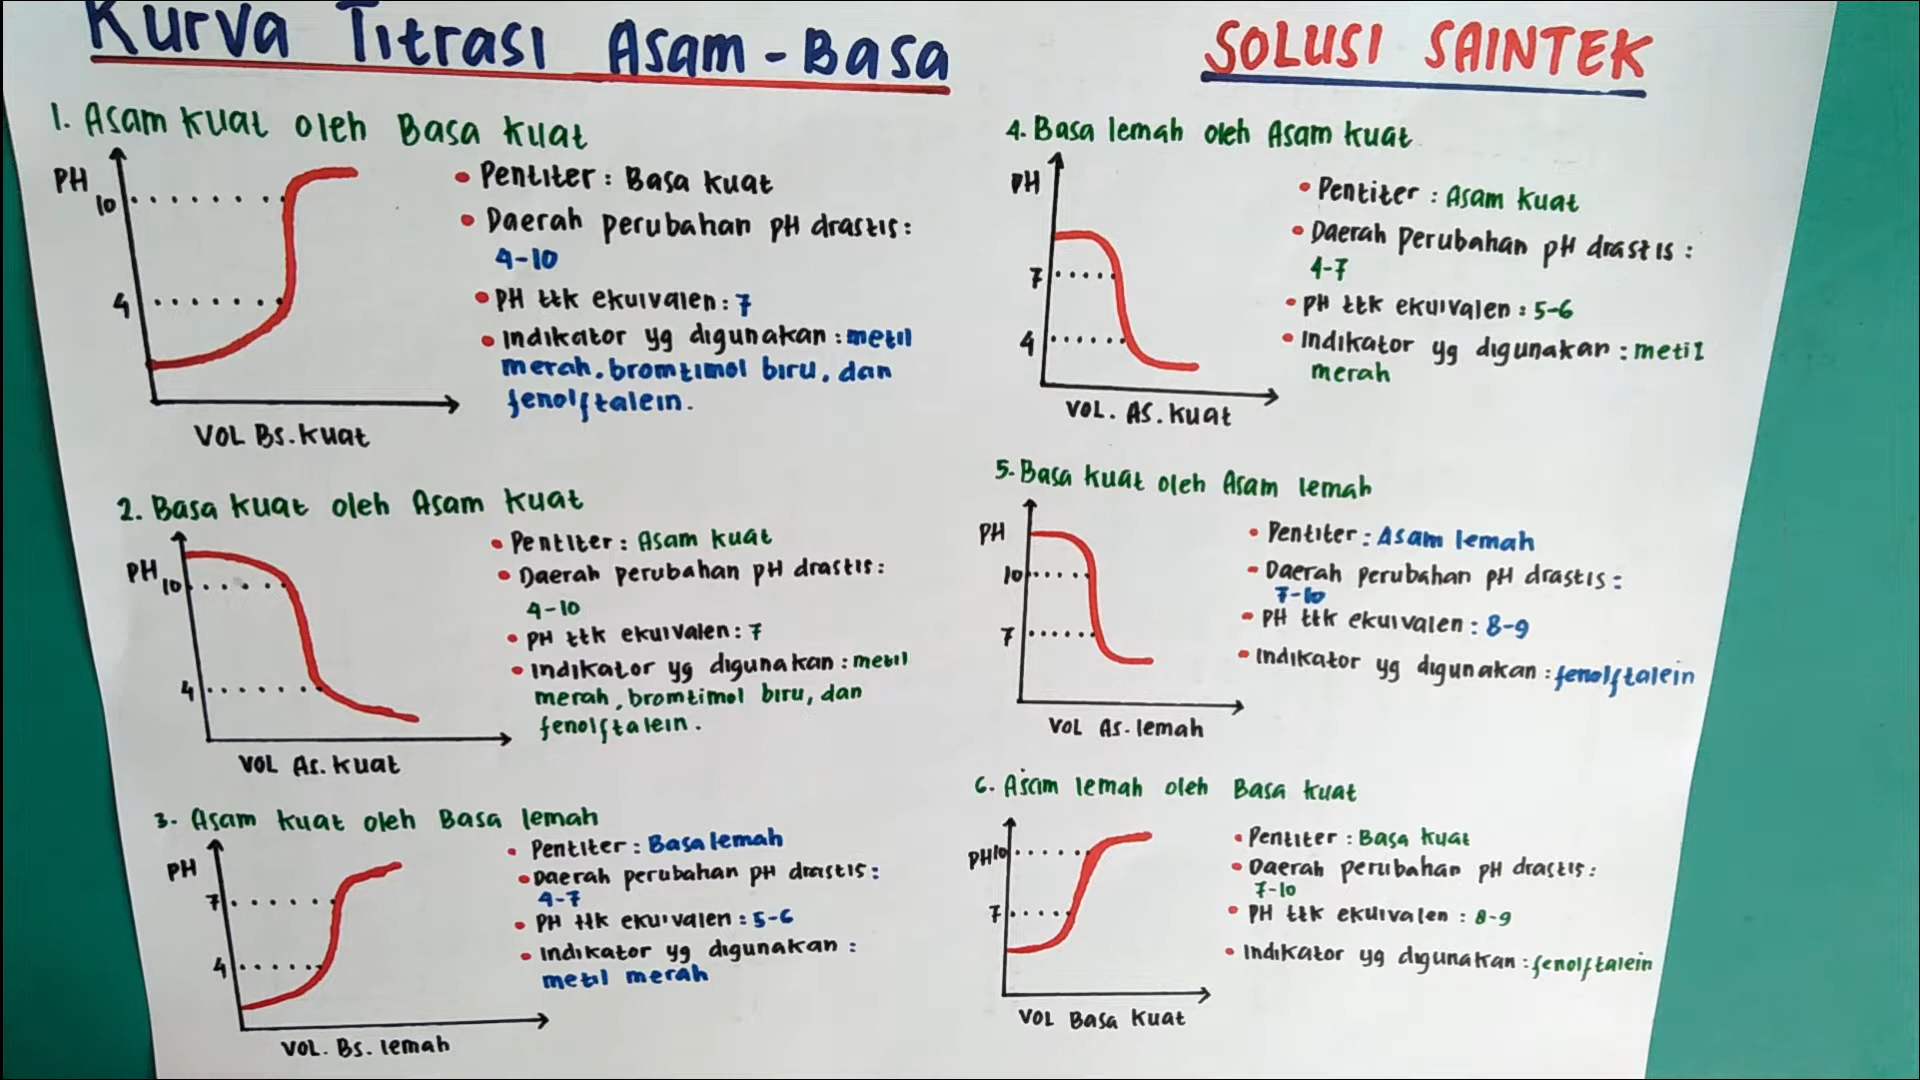 Kurva Titrasi Asam-Basa
SOLUSI SAINTEK
1. Asam kuat oleh Basa kuat
PH
10
4
VOL Bs. kuat
• Pentiter : Basa kuat
• Daerah perubahan pH drastis :
4-10
• PH ttk ekuivalen : 7
• Indikator yg digunakan : metil
merah, bromtimol biru, dan
fenolftalein.
2. Basa kuat oleh Asam kuat
PH
10
4
VOL As. kuat
• Pentiter : Asam kuat
• Daerah perubahan pH drastis :
4-10
• PH ttk ekuivalen : 7
• Indikator yg digunakan : metil
merah, bromtimol biru, dan
fenolftalein.
3. Asam kuat oleh Basa lemah
PH
7
4
VOL. Bs. lemah
• Pentiter : Basa lemah
• Daerah perubahan pH drastis :
4-7
• PH ttk ekuivalen : 5-6
• Indikator yg digunakan :
metil merah
4. Basa lemah oleh Asam kuat
PH
7
4
VOL. AS. kuat
• Pentiter : Asam kuat
• Daerah perubahan pH drastis :
4-7
• PH ttk ekuivalen : 5-6
• Indikator yg digunakan : metil
merah
5. Basa kuat oleh Asam lemah
PH
10
7
VOL As. lemah
• Pentiter : Asam lemah
• Daerah perubahan pH drastis :
7-10
• PH ttk ekuivalen : 8-9
• Indikator yg digunakan : fenolftalein
6. Asam lemah oleh Basa kuat
PH
10
7
VOL Basa kuat
• Pentiter : Basa kuat
• Daerah perubahan pH drastis :
7-10
• PH ttk ekuivalen : 8-9
• Indikator yg digunakan : fenolftalein